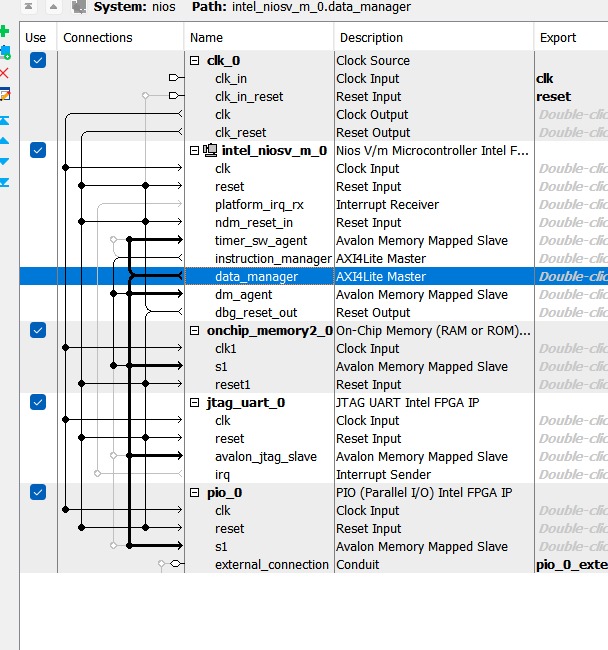 System: nios Path: intel_niosv_m_0.data_manager
Use Connections Name Description Export
clk_0 Clock Source
clk_in Clock Input clk
clk_in_reset Reset Input reset
clk Clock Output Double-clic
clk_reset Reset Output Double-clic
intel_niosv_m_0 Nios V/m Microcontroller Intel F...
clk Clock Input Double-clic
reset Reset Input Double-clic
platform_irq_rx Interrupt Receiver Double-clic
ndm_reset_in Reset Input Double-clic
timer_sw_agent Avalon Memory Mapped Slave Double-clic
instruction_manager AXI4Lite Master Double-clic
data_manager AXI4Lite Master Double-clic
dm_agent Avalon Memory Mapped Slave Double-clic
dbg_reset_out Reset Output Double-clic
onchip_memory2_0 On-Chip Memory (RAM or ROM)...
clk1 Clock Input Double-clic
s1 Avalon Memory Mapped Slave Double-clic
reset1 Reset Input Double-clic
jtag_uart_0 JTAG UART Intel FPGA IP
clk Clock Input Double-clic
reset Reset Input Double-clic
avalon_jtag_slave Avalon Memory Mapped Slave Double-clic
irq Interrupt Sender Double-clic
pio_0 PIO (Parallel I/O) Intel FPGA IP
clk Clock Input Double-clic
reset Reset Input Double-clic
s1 Avalon Memory Mapped Slave Double-clic
external_connection Conduit pio_0_exte